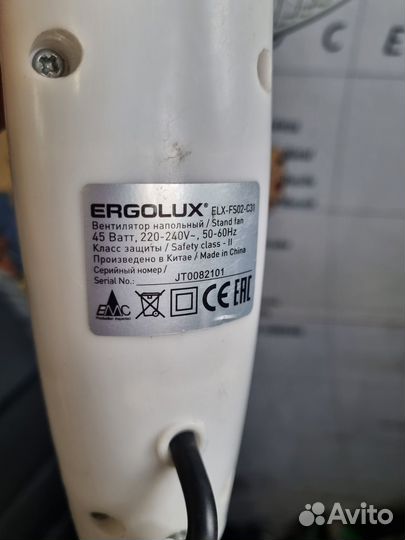 ERGOLUX® ELX-FS02-C31
Вентилятор напольный / Stand fan
45 Ватт, 220-240V~, 50-60Hz
Класс защиты / Safety class - II
Произведено в Китае / Made in China
Серийный номер /
Serial No.: JT0082101
EMC
CE EAC
Avito